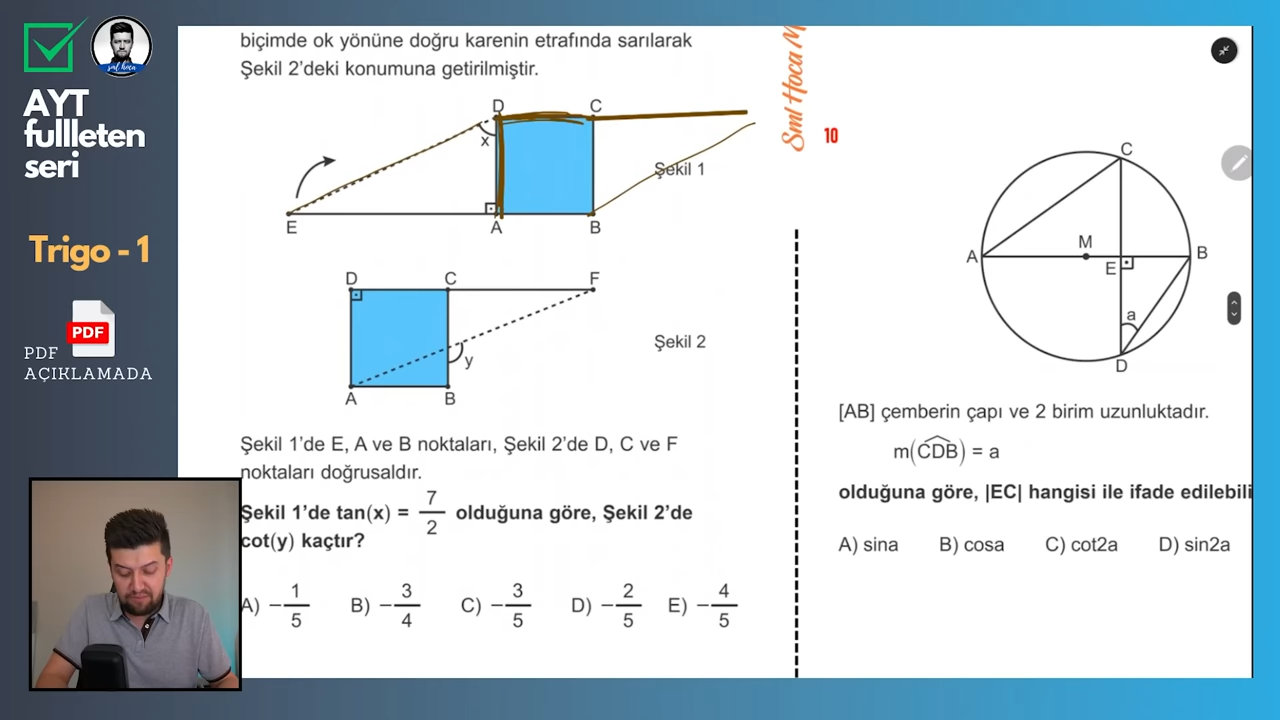 AYT
fullleten
seri
Trigo - 1
PDF
PDF
AÇIKLAMADA
sml hoca
biçimde ok yönüne doğru karenin etrafında sarılarak
Şekil 2'deki konumuna getirilmiştir.
D
C
x
Şekil 1
E
A
B
D
C
F
Şekil 2
y
A
B
Şekil 1'de E, A ve B noktaları, Şekil 2'de D, C ve F
noktaları doğrusaldır.
Şekil 1'de tan(x) = 7/2 olduğuna göre, Şekil 2'de
cot(y) kaçtır?
A) -1/5 B) -3/4 C) -3/5 D) -2/5 E) -4/5
Sml Hoca M
10
C
M
A
B
E
a
D
[AB] çemberin çapı ve 2 birim uzunluktadır.
m(CDB) = a
olduğuna göre, |EC| hangisi ile ifade edilebili
A) sina B) cosa C) cot2a D) sin2a